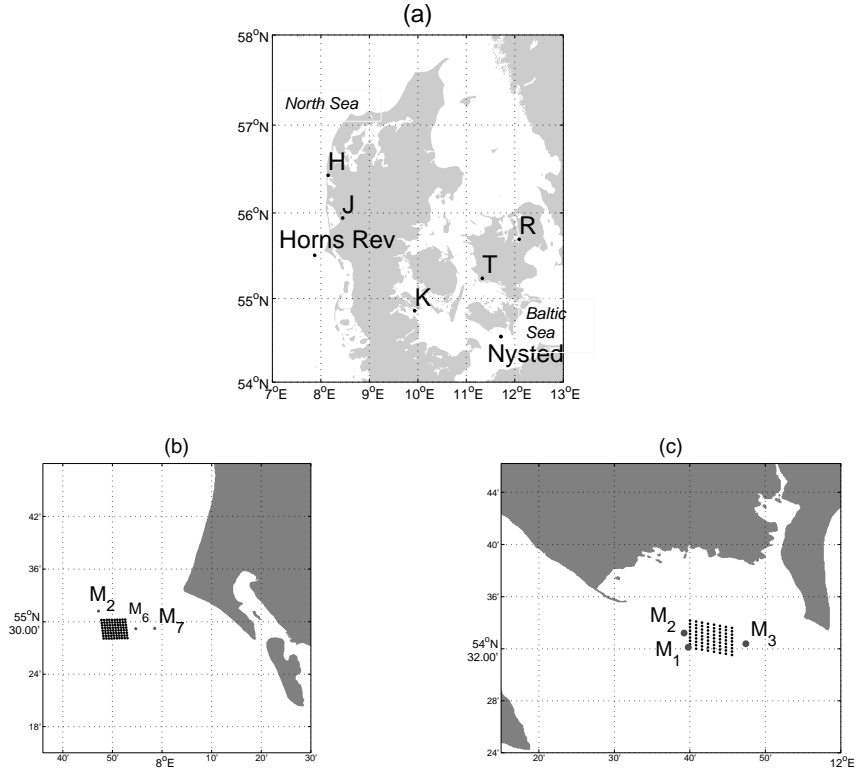 (a)
58°N
North Sea
57°N
H
56°N
J
R
Horns Rev
T
55°N
K
Baltic
Sea
Nysted
54°N
7°E 8°E 9°E 10°E 11°E 12°E 13°E
(b)
42'
36'
M2 M6 M7
55°N
30.00'
24'
18'
40' 50' 8°E 10' 20' 30'
(c)
44'
40'
36'
M2
M3
M1
54°N
32.00'
28'
24'
20' 30' 40' 50' 12°E